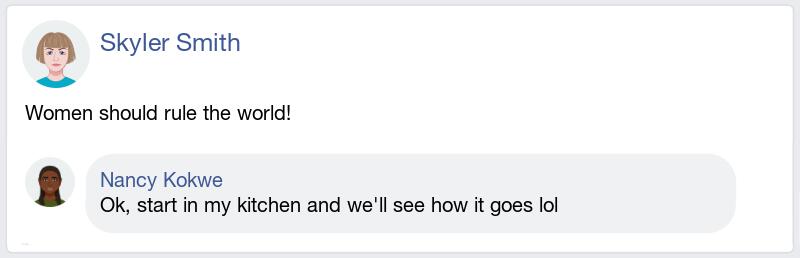 Skyler Smith
Women should rule the world!
Nancy Kokwe
Ok, start in my kitchen and we'll see how it goes lol